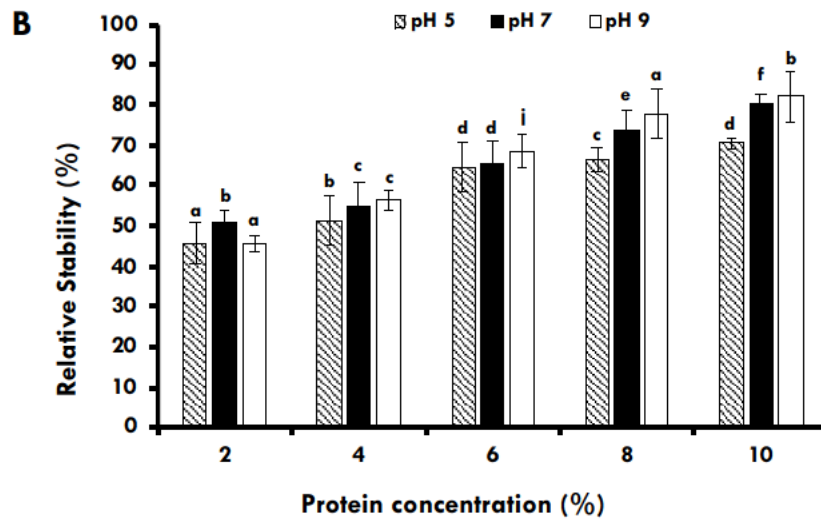 B
pH 5 pH 7 pH 9
Relative Stability (%)
100
90
80
70
60
50
40
30
20
10
0
a b a
b c c
d d j
c e a
d f b
2 4 6 8 10
Protein concentration (%)